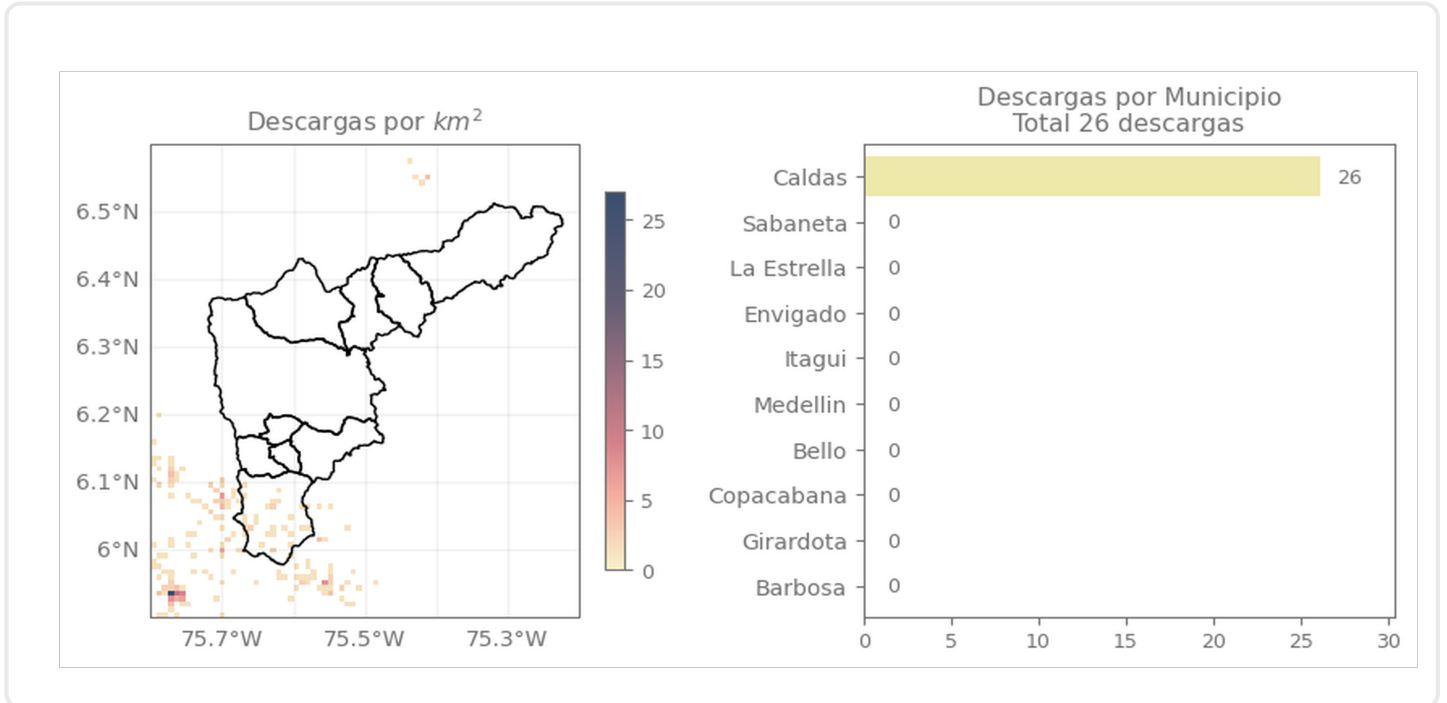 Descargas por km²
6.5°N
6.4°N
6.3°N
6.2°N
6.1°N
6°N
75.7°W 75.5°W 75.3°W
25
20
15
10
5
0
Descargas por Municipio
Total 26 descargas
Caldas 26
Sabaneta 0
La Estrella 0
Envigado 0
Itagui 0
Medellin 0
Bello 0
Copacabana 0
Girardota 0
Barbosa 0
0 5 10 15 20 25 30